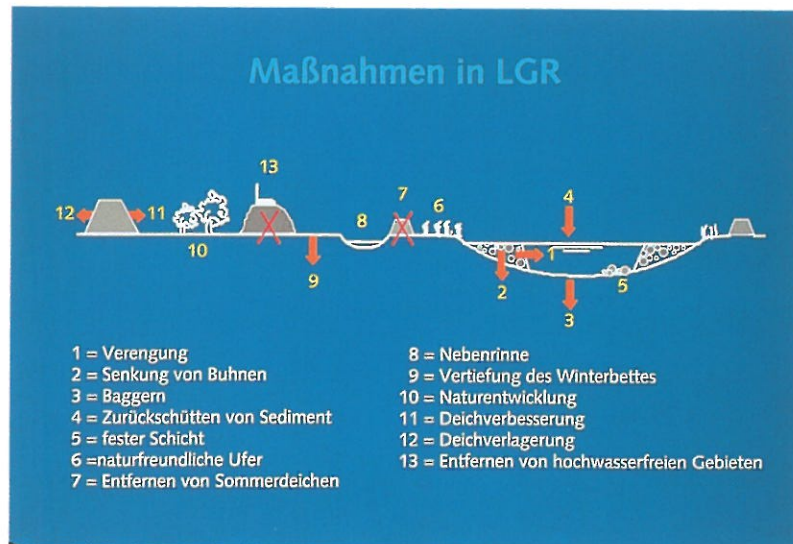 Maßnahmen in LGR
13
7
6
4
12
11
8
10
9
1
2
5
3
1 = Verengung
2 = Senkung von Buhnen
3 = Baggern
4 = Zurückschütten von Sediment
5 = fester Schicht
6 =naturfreundliche Ufer
7 = Entfernen von Sommerdeichen
8 = Nebenrinne
9 = Vertiefung des Winterbettes
10 = Naturentwicklung
11 = Deichverbesserung
12 = Deichverlagerung
13 = Entfernen von hochwasserfreien Gebieten